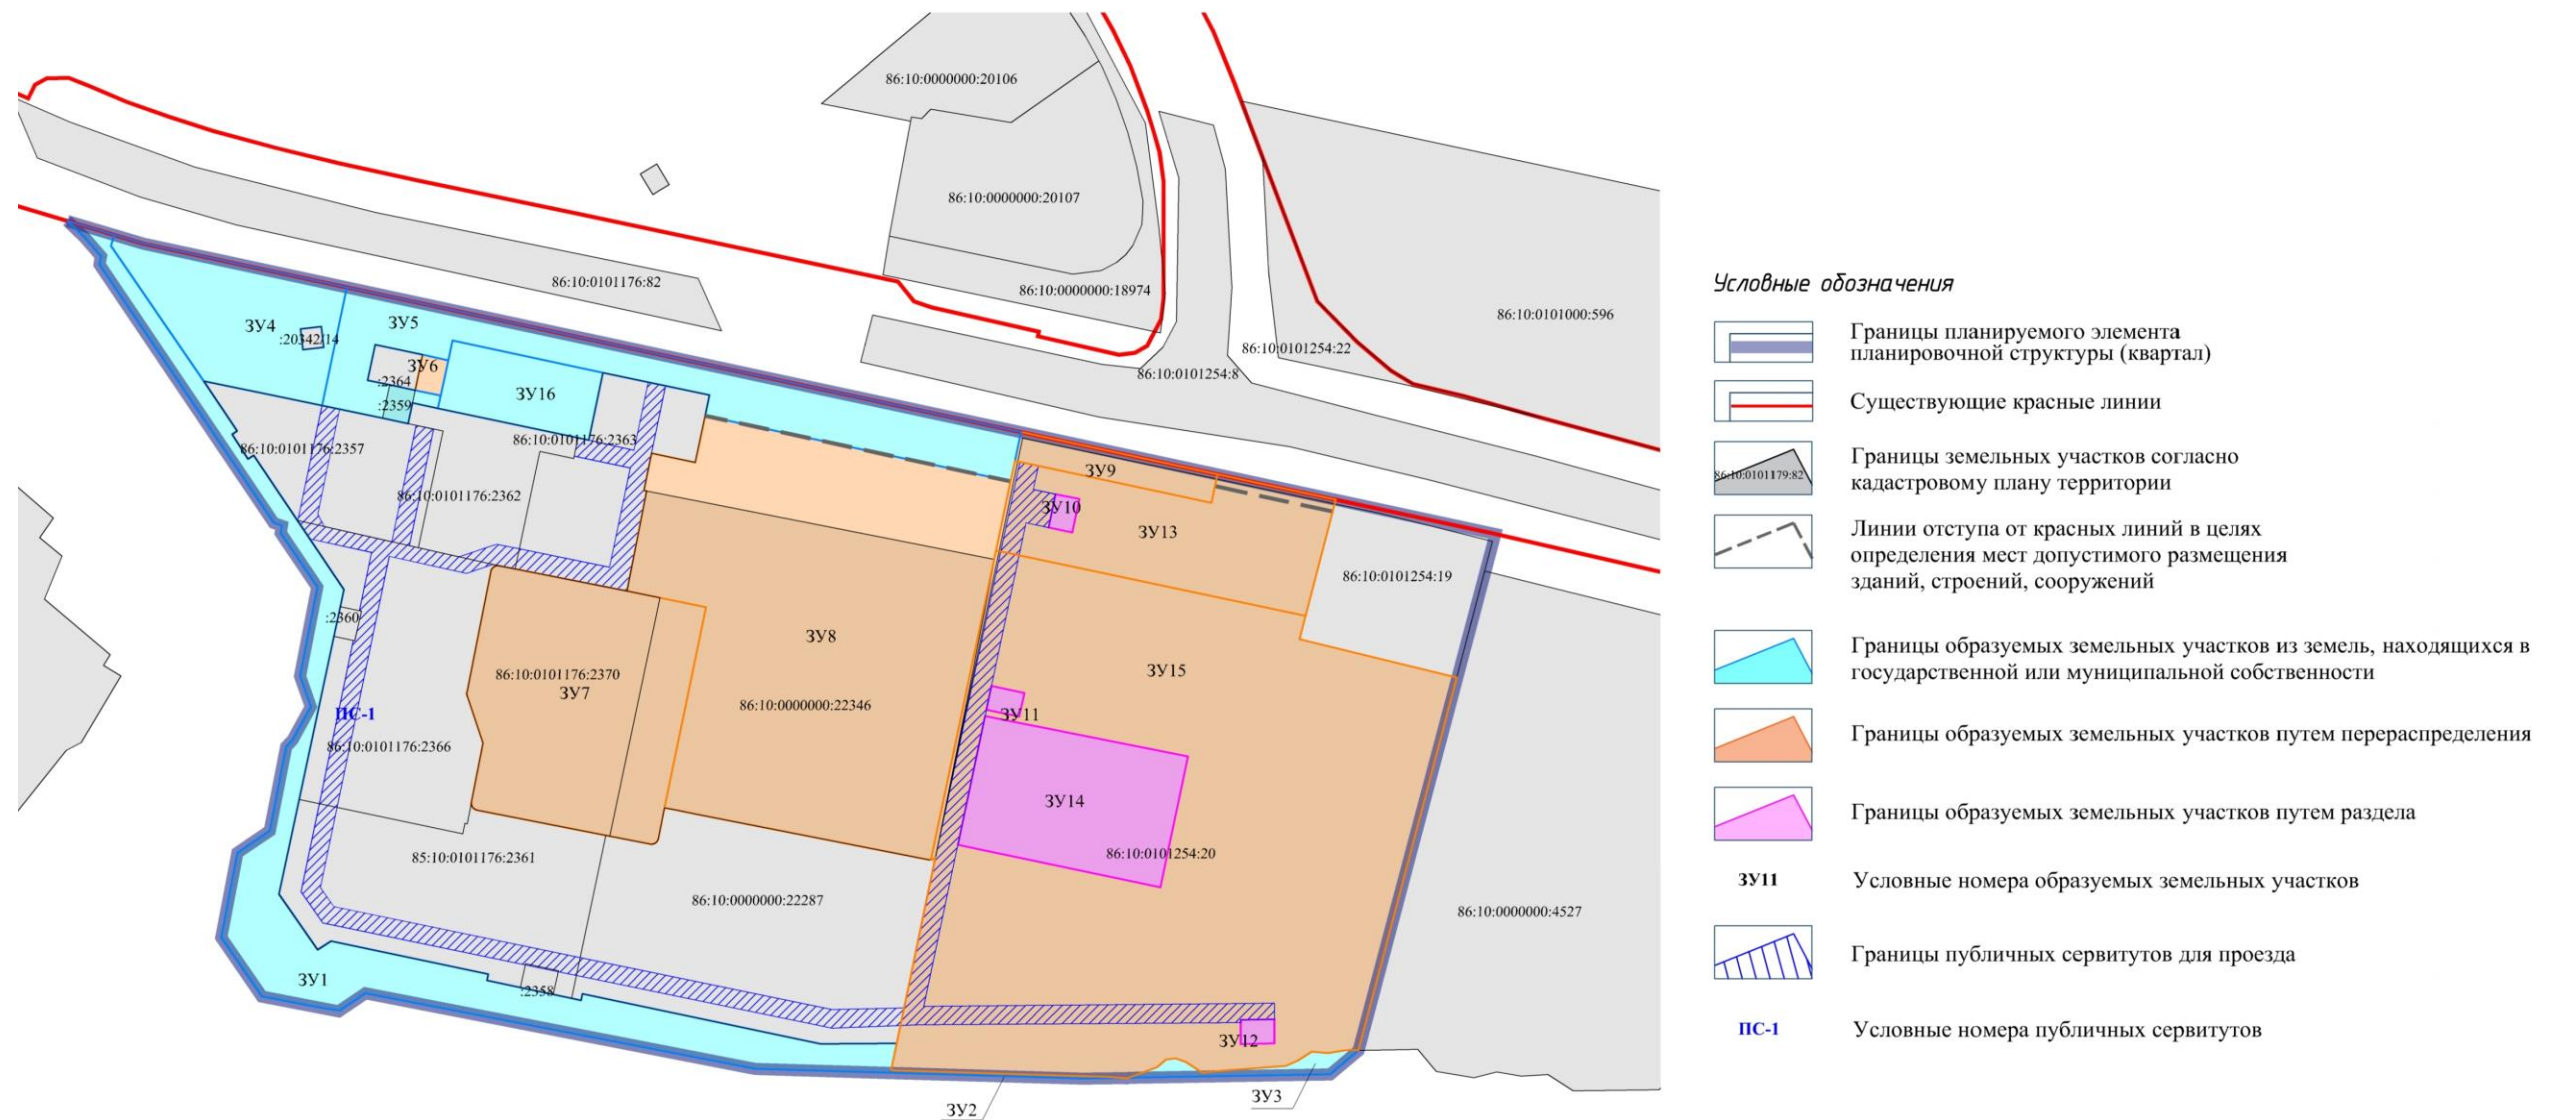 86:10:0000000:20106
86:10:0000000:20107
86:10:0101176:82
86:10:0000000:18974
86:10:0101000:596
86:10:0101254:22
86:10:0101254:8
ЗУ4
ЗУ5
:20342/14
ЗУ6
:2364
:2359
ЗУ16
86:10:0101176:2363
86:10:0101176:2357
86:10:0101176:2362
ЗУ9
ЗУ10
ЗУ13
86:10:0101254:19
:2360
ЗУ8
86:10:0101176:2370
ЗУ7
ЗУ15
86:10:0000000:22346
ПС-1
ЗУ11
86:10:0101176:2366
ЗУ14
85:10:0101176:2361
86:10:0101254:20
86:10:0000000:22287
86:10:0000000:4527
ЗУ1
:2358
ЗУ12
ЗУ2
ЗУ3
Условные обозначения
Границы планируемого элемента
планировочной структуры (квартал)
Существующие красные линии
86:10:0101179:82
Границы земельных участков согласно
кадастровому плану территории
Линии отступа от красных линий в целях
определения мест допустимого размещения
зданий, строений, сооружений
Границы образуемых земельных участков из земель, находящихся в
государственной или муниципальной собственности
Границы образуемых земельных участков путем перераспределения
Границы образуемых земельных участков путем раздела
ЗУ11 Условные номера образуемых земельных участков
Границы публичных сервитутов для проезда
ПС-1 Условные номера публичных сервитутов